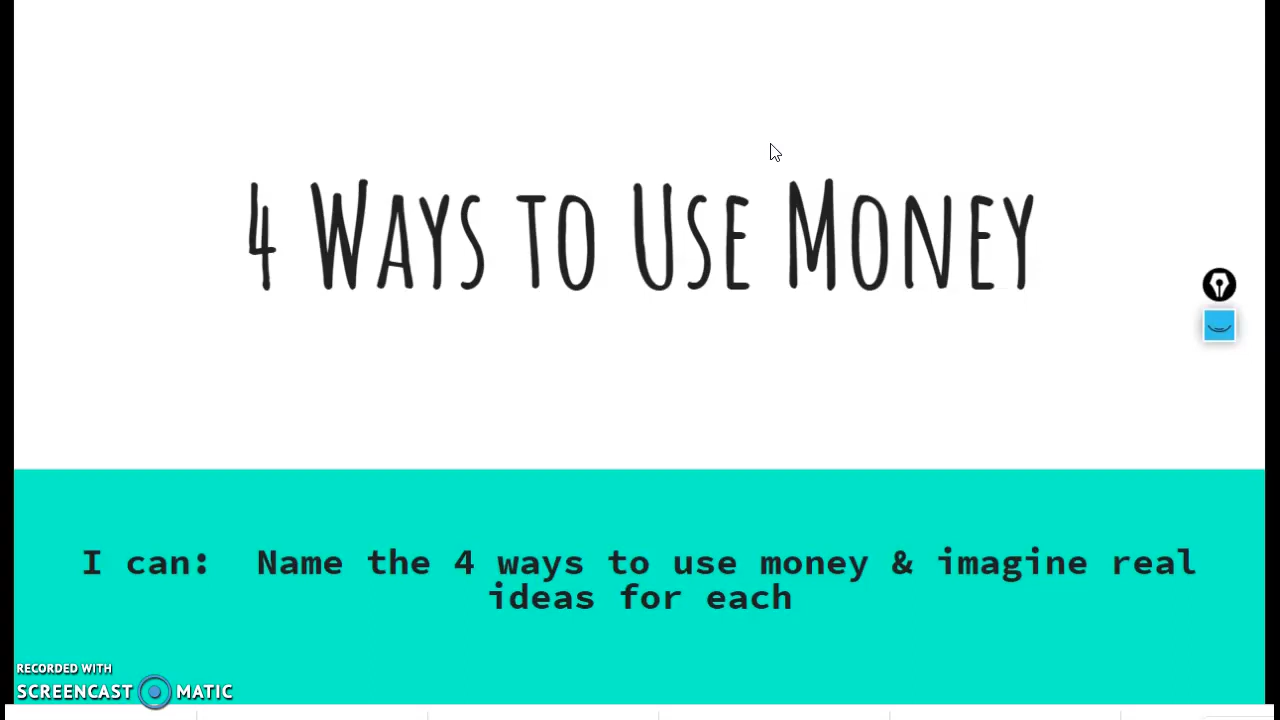 4 Ways to Use Money
I can:  Name the 4 ways to use money & imagine real
ideas for each
RECORDED WITH
SCREENCAST MATIC